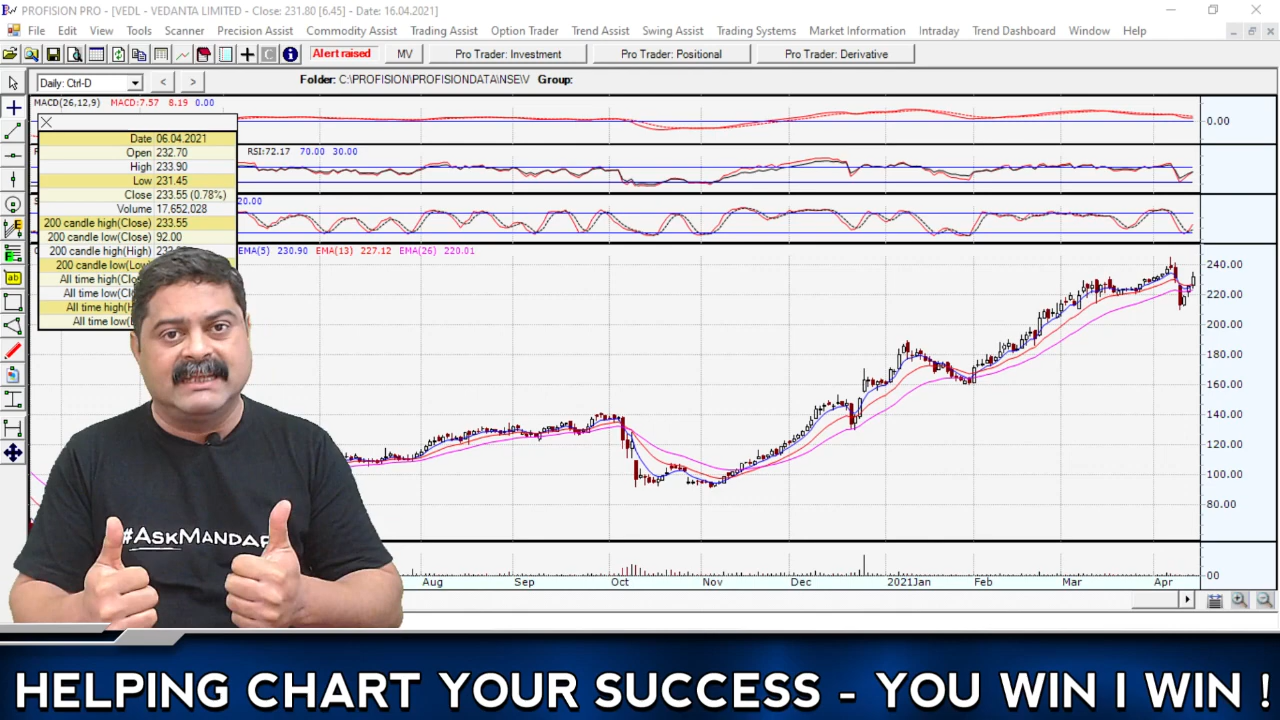 PROFISION PRO - [VEDL - VEDANTA LIMITED - Close: 231.80 [6.45] - Date: 16.04.2021]
File Edit View Tools Scanner Precision Assist Commodity Assist Trading Assist Option Trader Trend Assist Swing Assist Trading Systems Market Information Intraday Trend Dashboard Window Help
Alert raised MV Pro Trader: Investment Pro Trader: Positional Pro Trader: Derivative
Daily: Ctrl-D < > Folder: C:\PROFISION\PROFISIONDATA\NSE\V Group:
MACD(26,12,9) MACD:7.57 8.19 0.00
0.00
Date 06.04.2021
Open 232.70
High 233.90
Low 231.45
Close 233.55 (0.78%)
Volume 17,652,028
200 candle high(Close) 233.55
200 candle low(Close) 92.00
200 candle high(High)
200 candle low(Low)
All time high(Clo
All time low(Cl
All time high(H
All time low(
RSI:72.17 70.00 30.00
20.00
EMA(5) 230.90 EMA(13) 227.12 EMA(26) 220.01
240.00
220.00
200.00
180.00
160.00
140.00
120.00
100.00
80.00
00
Aug Sep Oct Nov Dec 2021Jan Feb Mar Apr
#AskMandar
HELPING CHART YOUR SUCCESS - YOU WIN I WIN !